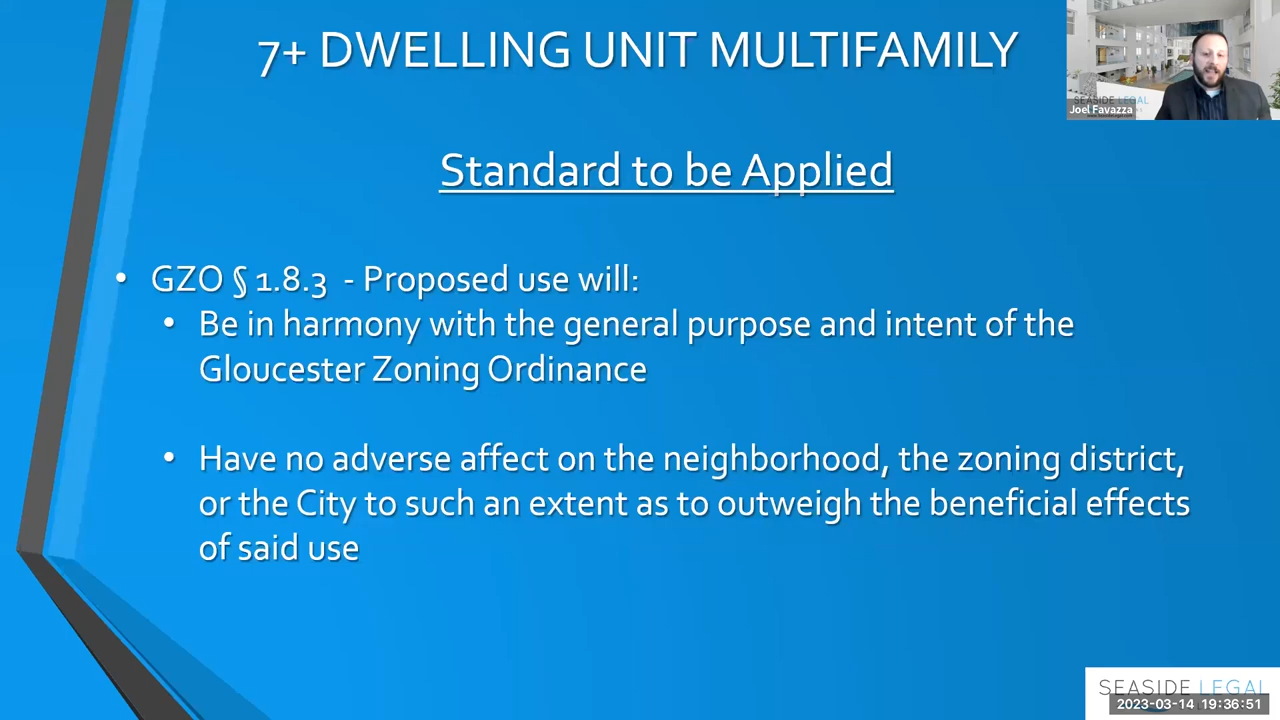 7+ DWELLING UNIT MULTIFAMILY
SEASIDE LEGAL
Joel Favazza
Standard to be Applied
• GZO § 1.8.3 - Proposed use will:
• Be in harmony with the general purpose and intent of the
Gloucester Zoning Ordinance
• Have no adverse affect on the neighborhood, the zoning district,
or the City to such an extent as to outweigh the beneficial effects
of said use
SEASIDE LEGAL
2023-03-14 19:36:51